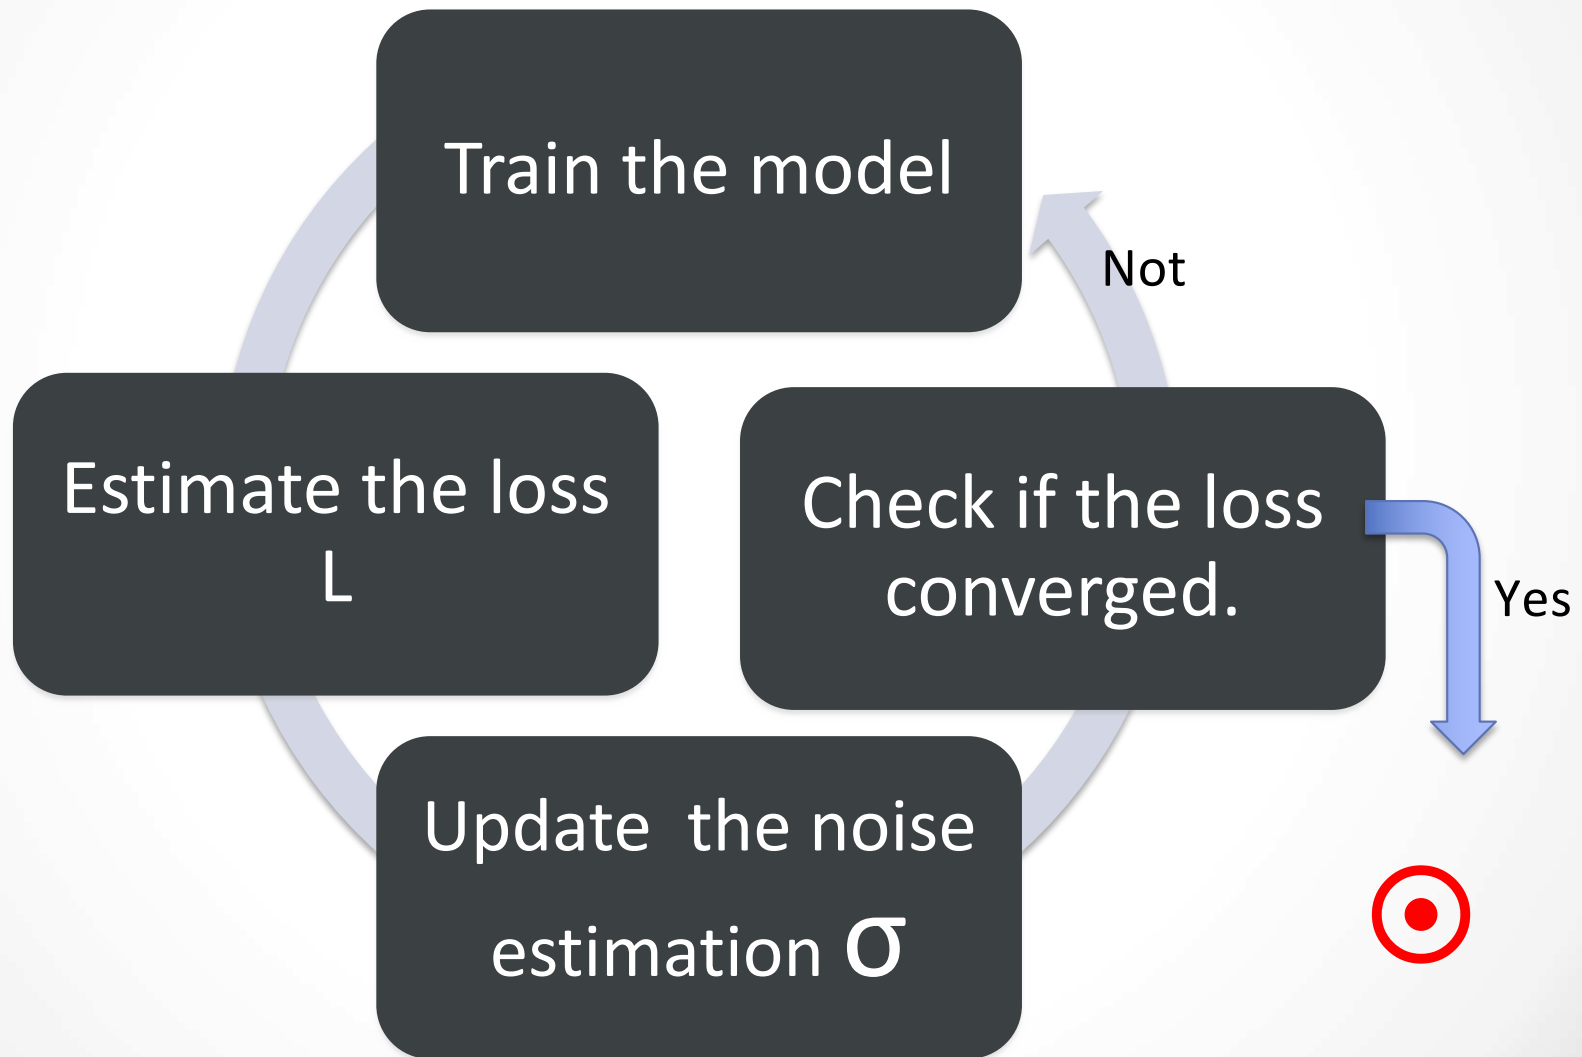 Train the model
Not
Estimate the loss
L
Check if the loss
converged.
Yes
Update  the noise
estimation σ